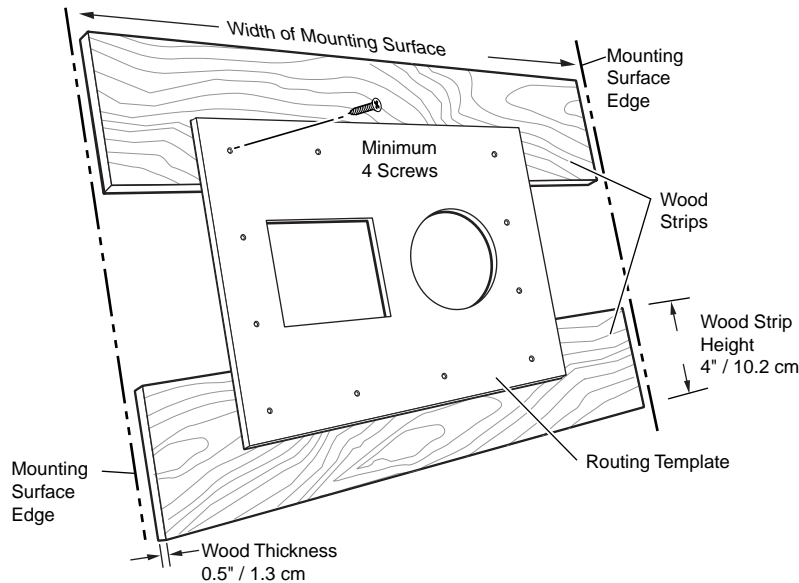 Width of Mounting Surface
Mounting
Surface
Edge
Minimum
4 Screws
Wood
Strips
Wood Strip
Height
4" / 10.2 cm
Routing Template
Mounting
Surface
Edge
Wood Thickness
0.5" / 1.3 cm